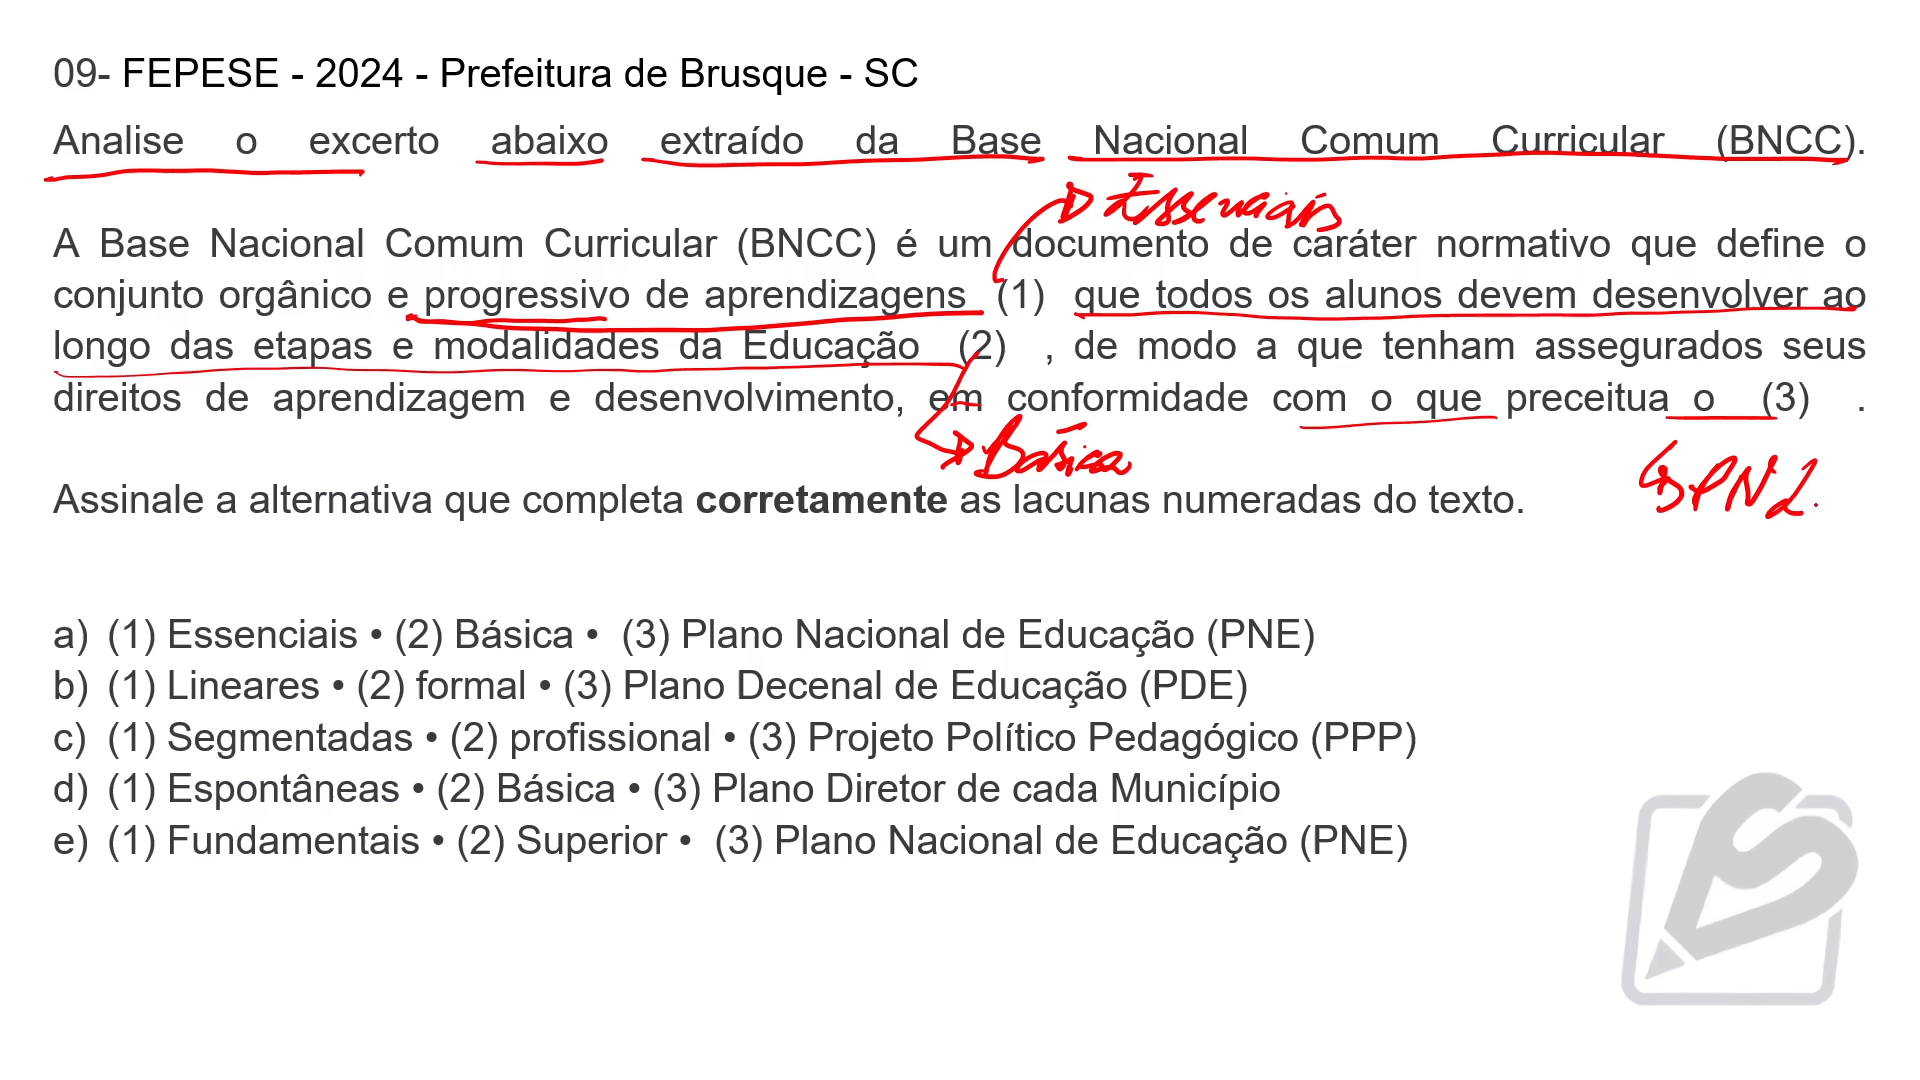 09- FEPESE - 2024 - Prefeitura de Brusque - SC
Analise o excerto abaixo extraído da Base Nacional Comum Curricular (BNCC).
Essenciais
A Base Nacional Comum Curricular (BNCC) é um documento de caráter normativo que define o
conjunto orgânico e progressivo de aprendizagens (1) que todos os alunos devem desenvolver ao
longo das etapas e modalidades da Educação (2) , de modo a que tenham assegurados seus
direitos de aprendizagem e desenvolvimento, em conformidade com o que preceitua o (3) .
Básica
PNE.
Assinale a alternativa que completa corretamente as lacunas numeradas do texto.
a) (1) Essenciais • (2) Básica • (3) Plano Nacional de Educação (PNE)
b) (1) Lineares • (2) formal • (3) Plano Decenal de Educação (PDE)
c) (1) Segmentadas • (2) profissional • (3) Projeto Político Pedagógico (PPP)
d) (1) Espontâneas • (2) Básica • (3) Plano Diretor de cada Município
e) (1) Fundamentais • (2) Superior • (3) Plano Nacional de Educação (PNE)